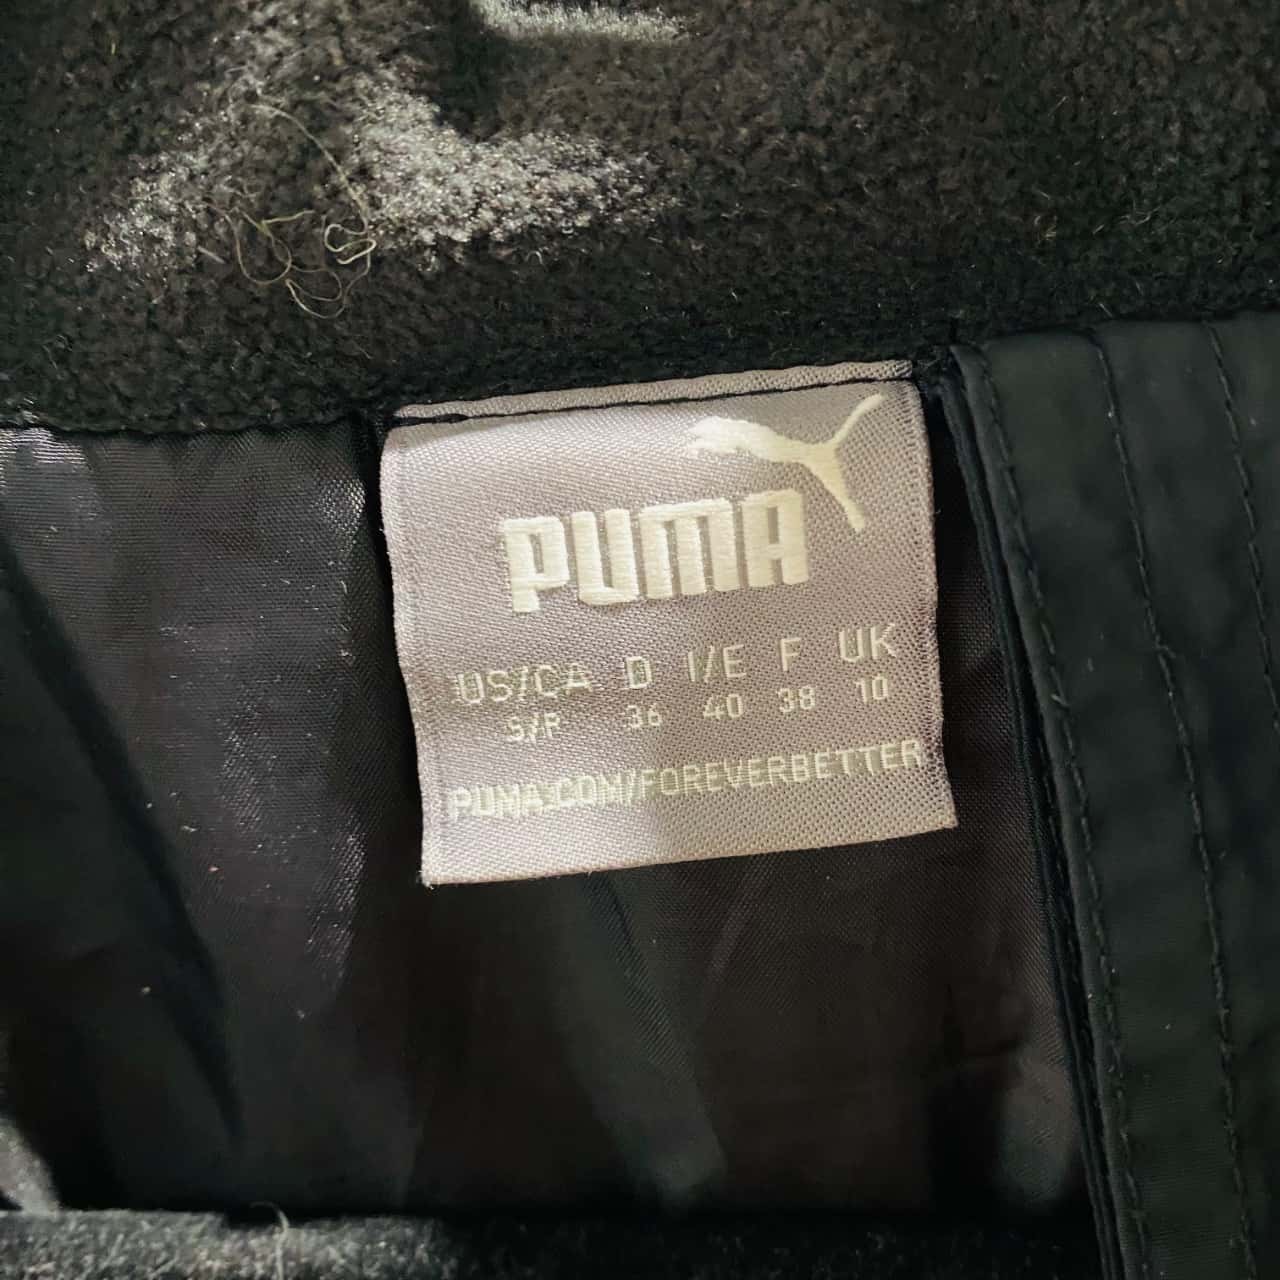 PUMA
US/CA D I/E F UK
S/P 36 40 38 10
PUMA.COM/FOREVERBETTER